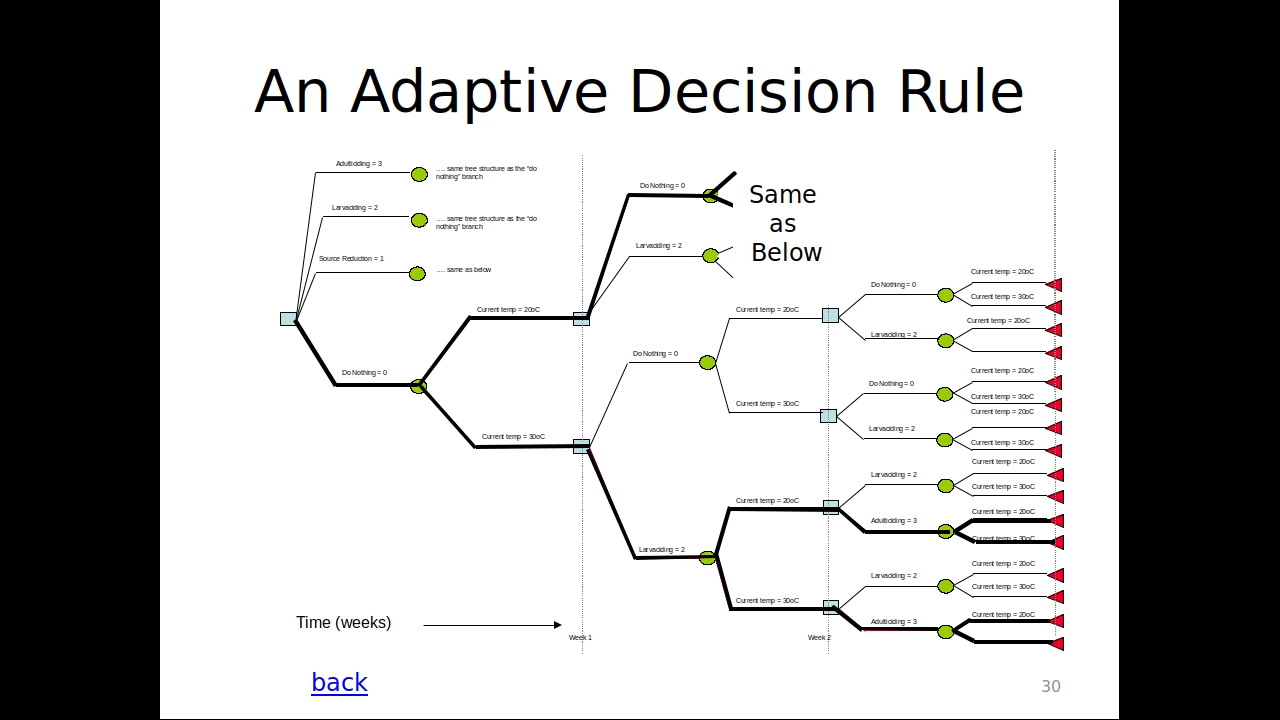 An Adaptive Decision Rule
Adulticiding = 3
.... same tree structure as the "do
nothing" branch
Larvaciding = 2
.... same tree structure as the "do
nothing" branch
Source Reduction = 1
.... same as below
Do Nothing = 0
Current temp = 20oC
Current temp = 30oC
Do Nothing = 0
Larvaciding = 2
Same
as
Below
Do Nothing = 0
Larvaciding = 2
Current temp = 20oC
Current temp = 30oC
Current temp = 20oC
Current temp = 30oC
Do Nothing = 0
Larvaciding = 2
Do Nothing = 0
Larvaciding = 2
Larvaciding = 2
Adulticiding = 3
Larvaciding = 2
Adulticiding = 3
Current temp = 20oC
Current temp = 30oC
Current temp = 20oC
Current temp = 20oC
Current temp = 30oC
Current temp = 20oC
Current temp = 30oC
Current temp = 20oC
Current temp = 30oC
Current temp = 20oC
Current temp = 30oC
Current temp = 20oC
Current temp = 30oC
Current temp = 20oC
Time (weeks)
Week 1
Week 2
back
30